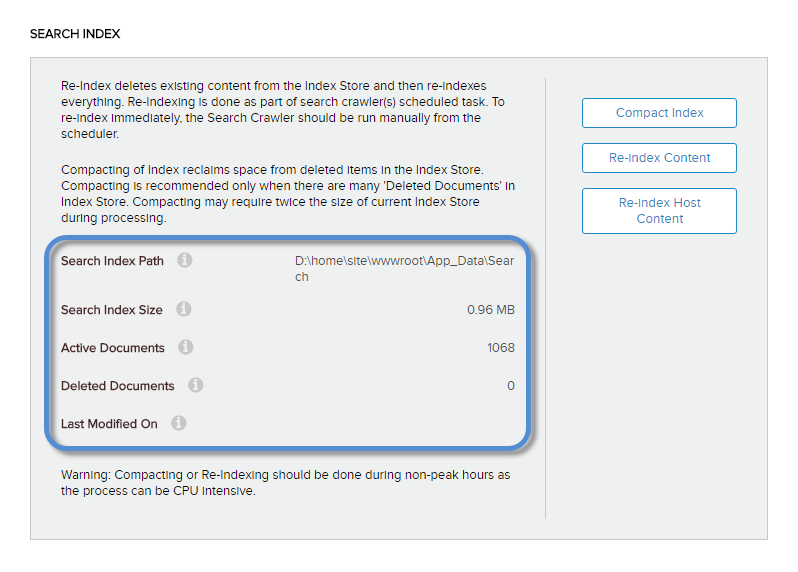 SEARCH INDEX
Re-Index deletes existing content from the Index Store and then re-indexes
everything. Re-Indexing is done as part of search crawler(s) scheduled task. To
re-index immediately, the Search Crawler should be run manually from the
scheduler.
Compacting of Index reclaims space from deleted items in the Index Store.
Compacting is recommended only when there are many 'Deleted Documents' in
Index Store. Compacting may require twice the size of current Index Store
during processing.
Search Index Path D:\home\site\wwwroot\App_Data\Sear
ch
Search Index Size 0.96 MB
Active Documents 1068
Deleted Documents 0
Last Modified On
Warning: Compacting or Re-Indexing should be done during non-peak hours as
the process can be CPU intensive.
Compact Index
Re-index Content
Re-index Host
Content